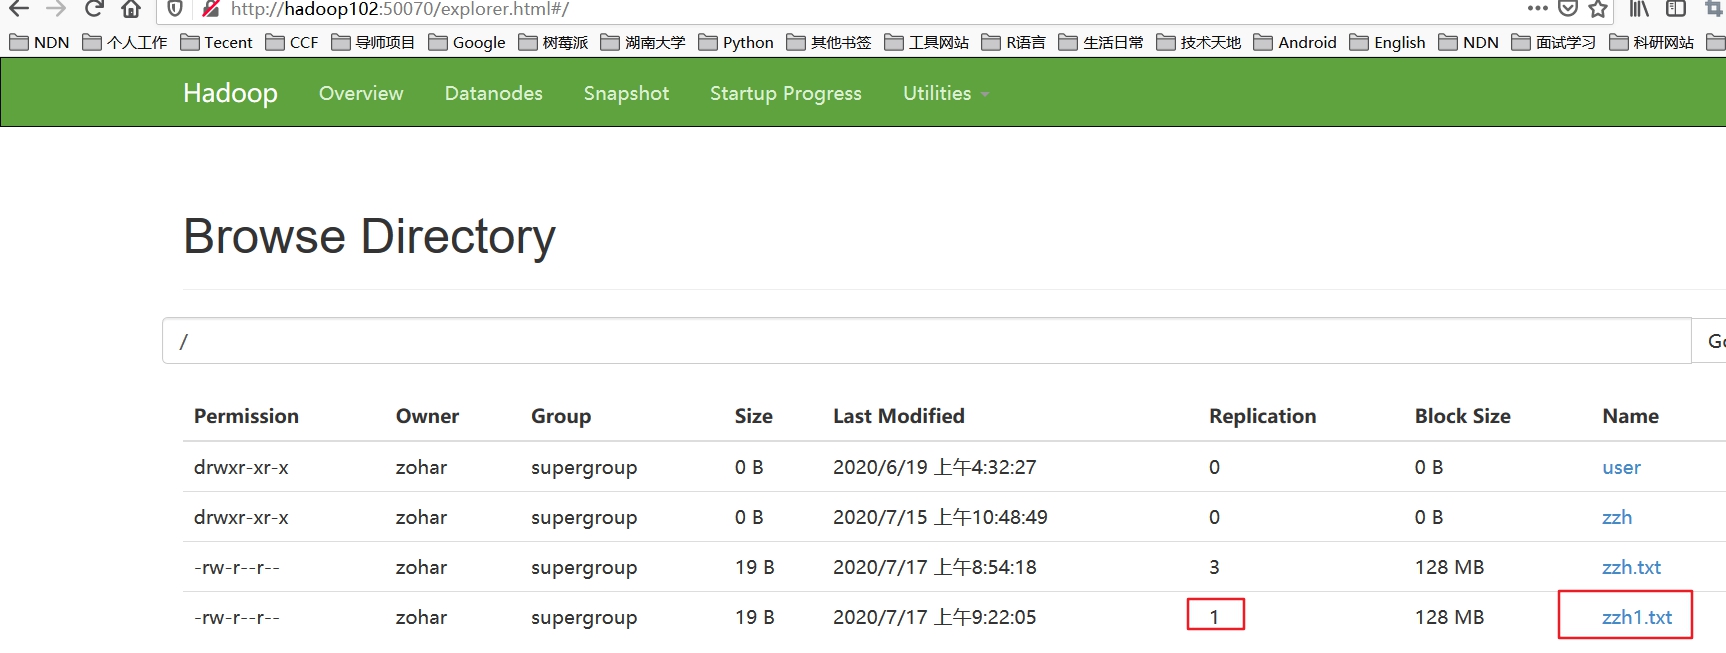 http://hadoop102:50070/explorer.html#/
NDN 个人工作 Tecent CCF 导师项目 Google 树莓派 湖南大学 Python 其他书签 工具网站 R语言 生活日常 技术天地 Android English NDN 面试学习 科研网站
Hadoop Overview Datanodes Snapshot Startup Progress Utilities
Browse Directory
/ Go
Permission Owner Group Size Last Modified Replication Block Size Name
drwxr-xr-x zohar supergroup 0 B 2020/6/19 上午4:32:27 0 0 B user
drwxr-xr-x zohar supergroup 0 B 2020/7/15 上午10:48:49 0 0 B zzh
-rw-r--r-- zohar supergroup 19 B 2020/7/17 上午8:54:18 3 128 MB zzh.txt
-rw-r--r-- zohar supergroup 19 B 2020/7/17 上午9:22:05 1 128 MB zzh1.txt